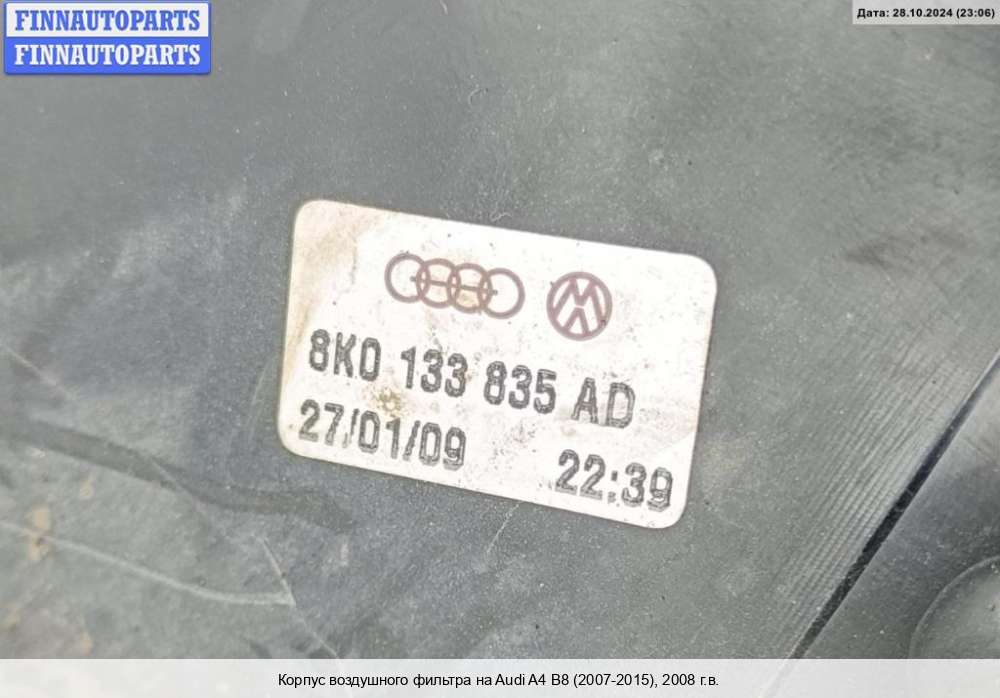 FINNAUTOPARTS
FINNAUTOPARTS
Дата: 28.10.2024 (23:06)
8K0 133 835 AD
27/01/09 22:39
Корпус воздушного фильтра на Audi A4 B8 (2007-2015), 2008 г.в.